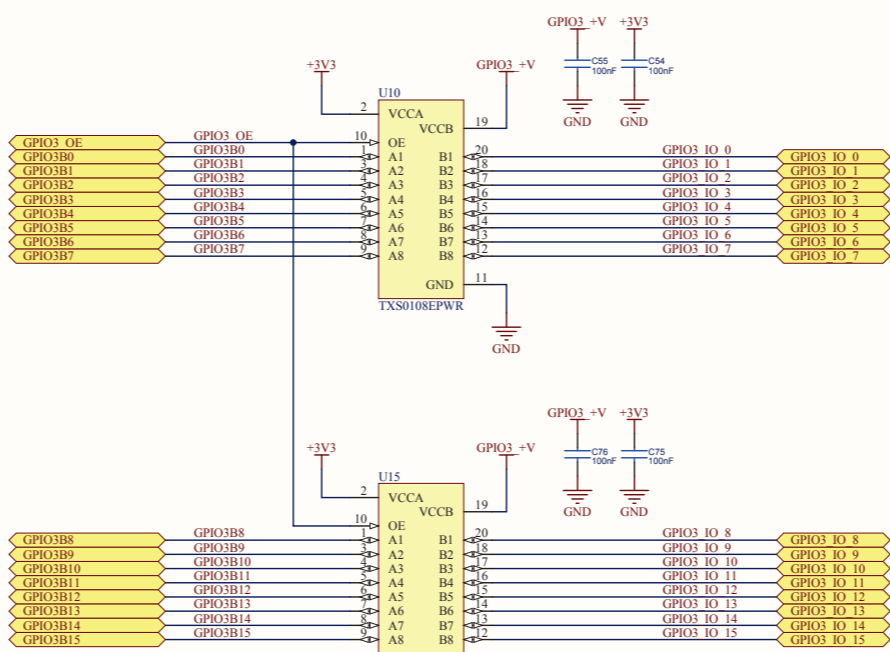 GPIO3_+V +3V3
C55 C54
100nF 100nF
GND GND
+3V3 GPIO3_+V
U10
2 VCCA
VCCB 19
GPIO3_OE GPIO3_OE 10 OE
GPIO3B0 GPIO3B0 1 A1 B1 20 GPIO3_IO_0 GPIO3_IO_0
GPIO3B1 GPIO3B1 3 A2 B2 18 GPIO3_IO_1 GPIO3_IO_1
GPIO3B2 GPIO3B2 4 A3 B3 17 GPIO3_IO_2 GPIO3_IO_2
GPIO3B3 GPIO3B3 5 A4 B4 16 GPIO3_IO_3 GPIO3_IO_3
GPIO3B4 GPIO3B4 6 A5 B5 15 GPIO3_IO_4 GPIO3_IO_4
GPIO3B5 GPIO3B5 7 A6 B6 14 GPIO3_IO_5 GPIO3_IO_5
GPIO3B6 GPIO3B6 8 A7 B7 13 GPIO3_IO_6 GPIO3_IO_6
GPIO3B7 GPIO3B7 9 A8 B8 12 GPIO3_IO_7 GPIO3_IO_7
GND 11
TXS0108EPWR
GND
GPIO3_+V +3V3
C76 C75
100nF 100nF
GND GND
+3V3 GPIO3_+V
U15
2 VCCA
VCCB 19
10 OE
GPIO3B8 GPIO3B8 1 A1 B1 20 GPIO3_IO_8 GPIO3_IO_8
GPIO3B9 GPIO3B9 3 A2 B2 18 GPIO3_IO_9 GPIO3_IO_9
GPIO3B10 GPIO3B10 4 A3 B3 17 GPIO3_IO_10 GPIO3_IO_10
GPIO3B11 GPIO3B11 5 A4 B4 16 GPIO3_IO_11 GPIO3_IO_11
GPIO3B12 GPIO3B12 6 A5 B5 15 GPIO3_IO_12 GPIO3_IO_12
GPIO3B13 GPIO3B13 7 A6 B6 14 GPIO3_IO_13 GPIO3_IO_13
GPIO3B14 GPIO3B14 8 A7 B7 13 GPIO3_IO_14 GPIO3_IO_14
GPIO3B15 GPIO3B15 9 A8 B8 12 GPIO3_IO_15 GPIO3_IO_15